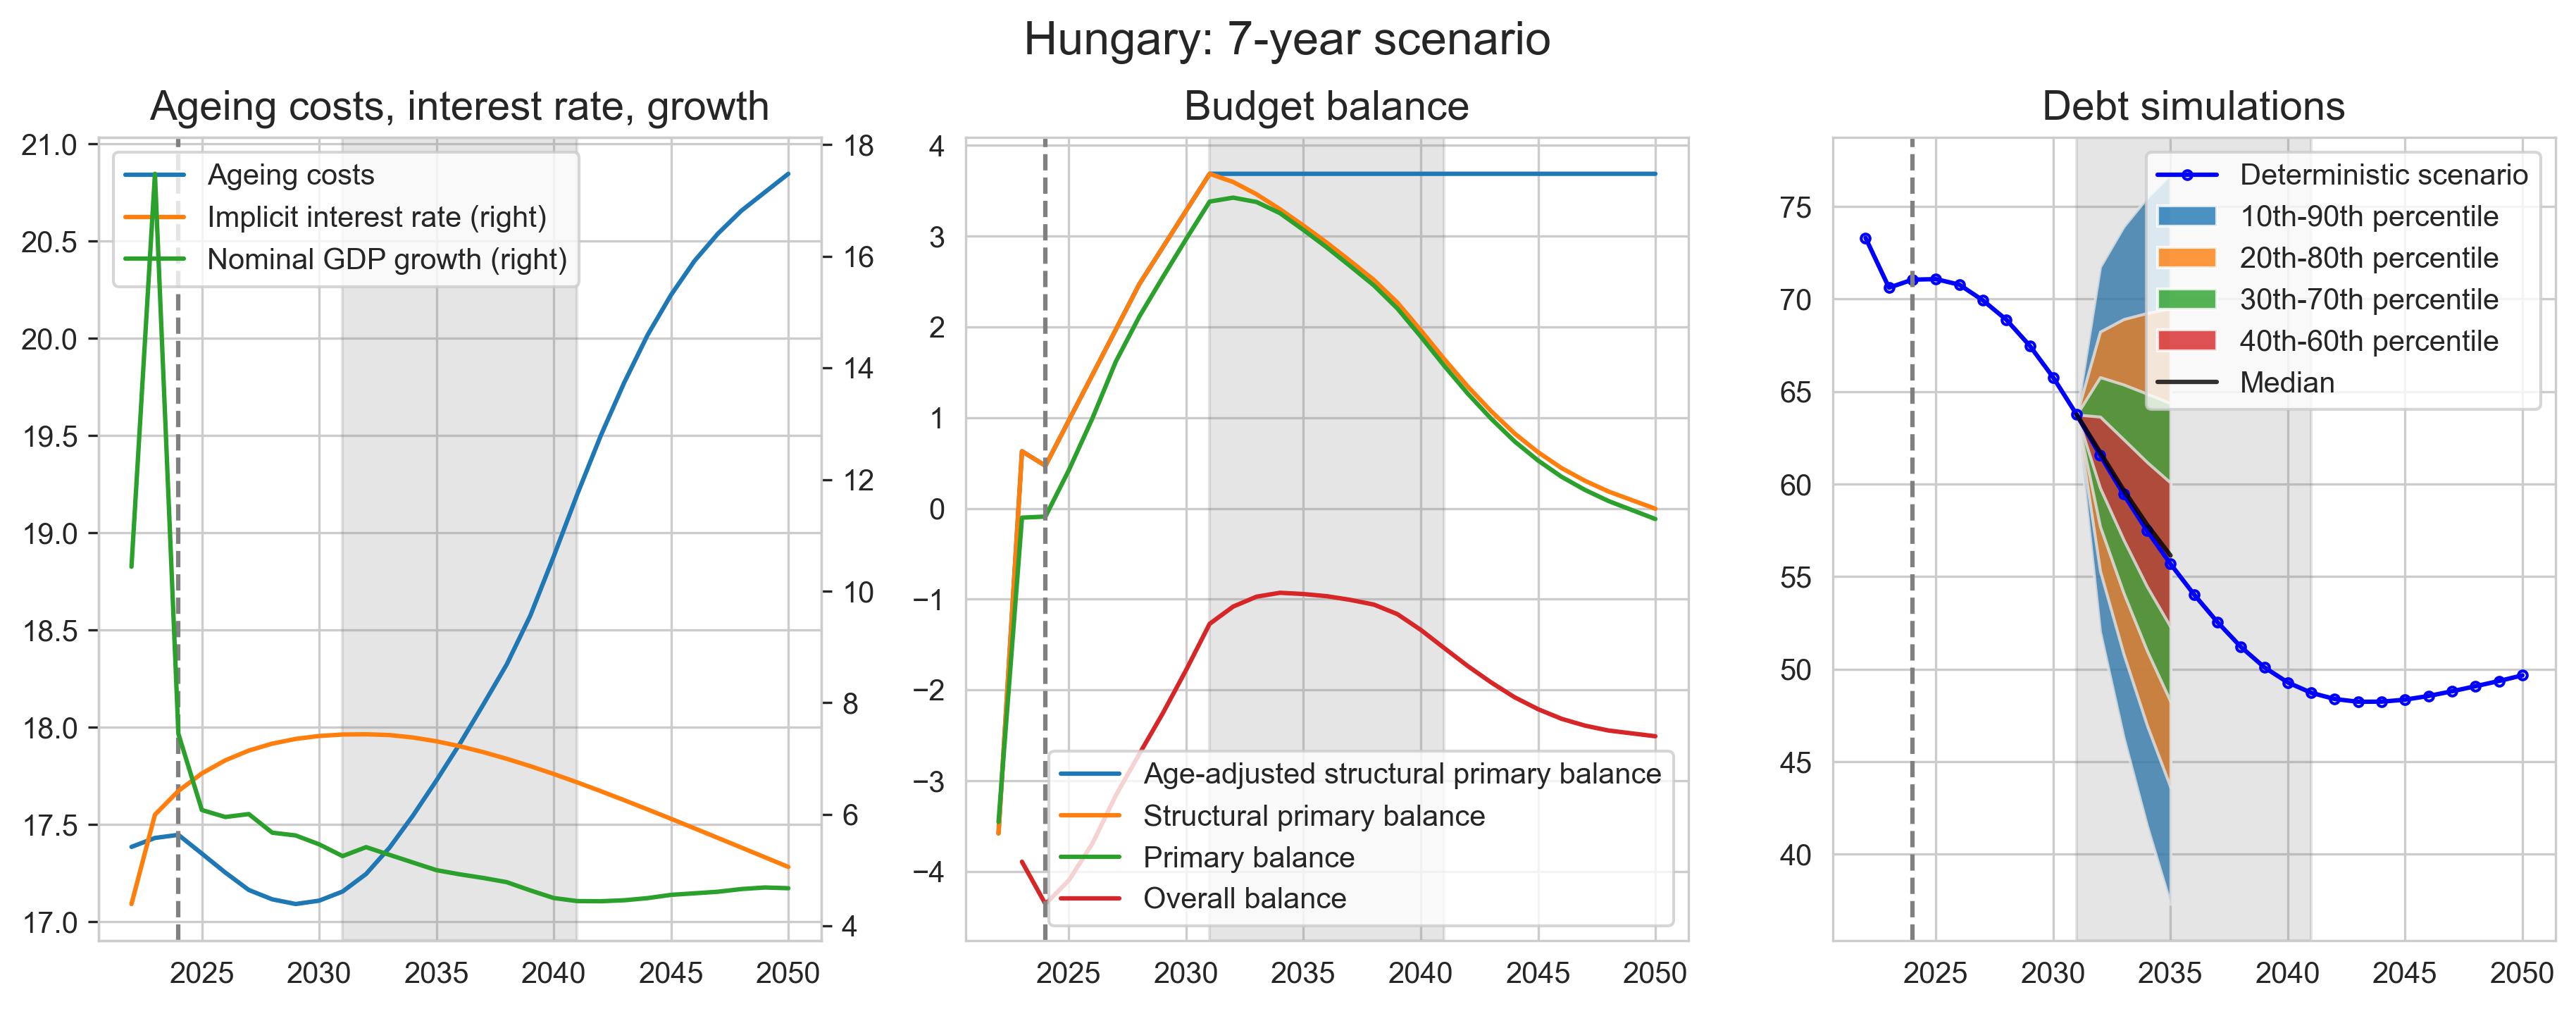 Hungary: 7-year scenario
Ageing costs, interest rate, growth
21.0
20.5
20.0
19.5
19.0
18.5
18.0
17.5
17.0
18
16
14
12
10
8
6
4
Ageing costs
Implicit interest rate (right)
Nominal GDP growth (right)
2025 2030 2035 2040 2045 2050
Budget balance
4
3
2
1
0
−1
−2
−3
−4
Age-adjusted structural primary balance
Structural primary balance
Primary balance
Overall balance
2025 2030 2035 2040 2045 2050
Debt simulations
75
70
65
60
55
50
45
40
Deterministic scenario
10th-90th percentile
20th-80th percentile
30th-70th percentile
40th-60th percentile
Median
2025 2030 2035 2040 2045 2050